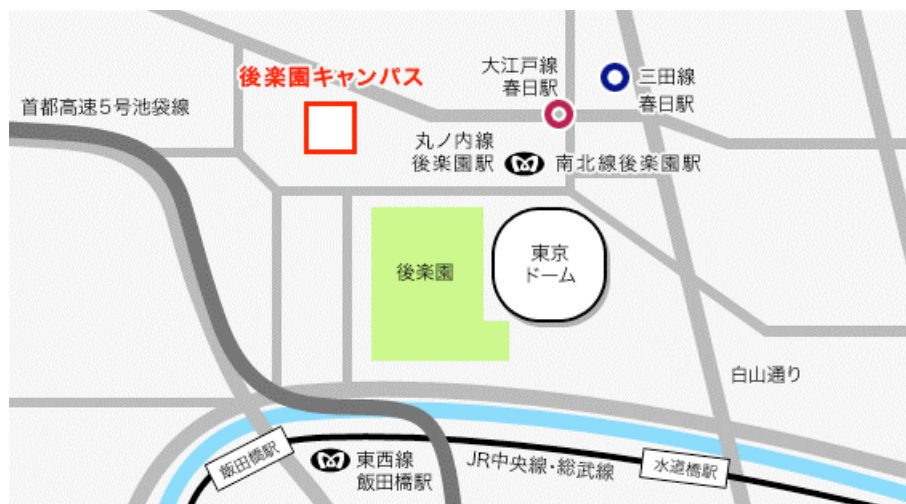 大江戸線
春日駅
後楽園キャンパス
三田線
春日駅
首都高速5号池袋線
丸ノ内線
後楽園駅
南北線後楽園駅
東京
ドーム
後楽園
白山通り
飯田橋駅
東西線
飯田橋駅
JR中央線・総武線
水道橋駅